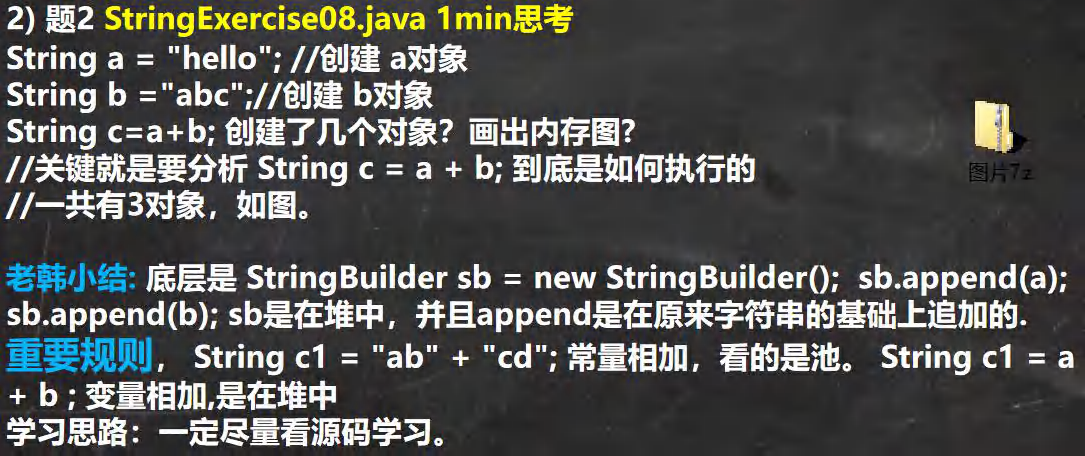 2) 题2 StringExercise08.java 1min思考
String a = "hello"; //创建 a对象
String b ="abc";//创建 b对象
String c=a+b; 创建了几个对象？画出内存图？
//关键就是要分析 String c = a + b; 到底是如何执行的
//一共有3对象，如图。
图片7z
老韩小结: 底层是 StringBuilder sb = new StringBuilder(); sb.append(a);
sb.append(b); sb是在堆中，并且append是在原来字符串的基础上追加的.
重要规则， String c1 = "ab" + "cd"; 常量相加，看的是池。 String c1 = a
+ b ; 变量相加,是在堆中
学习思路：一定尽量看源码学习。